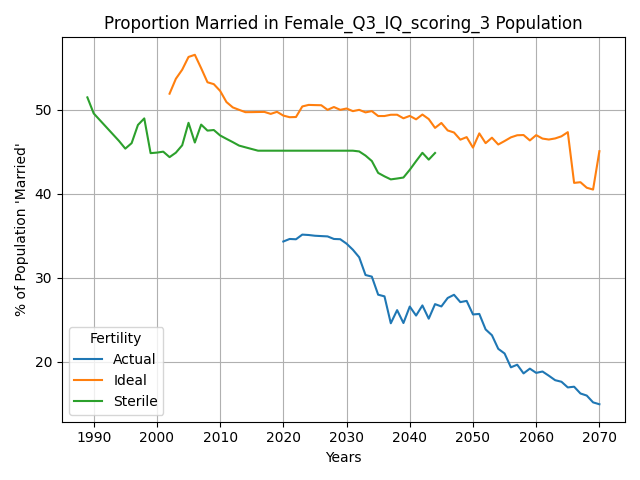 Proportion Married in Female_Q3_IQ_scoring_3 Population
% of Population 'Married'
50
40
30
20
Fertility
Actual
Ideal
Sterile
1990 2000 2010 2020 2030 2040 2050 2060 2070
Years